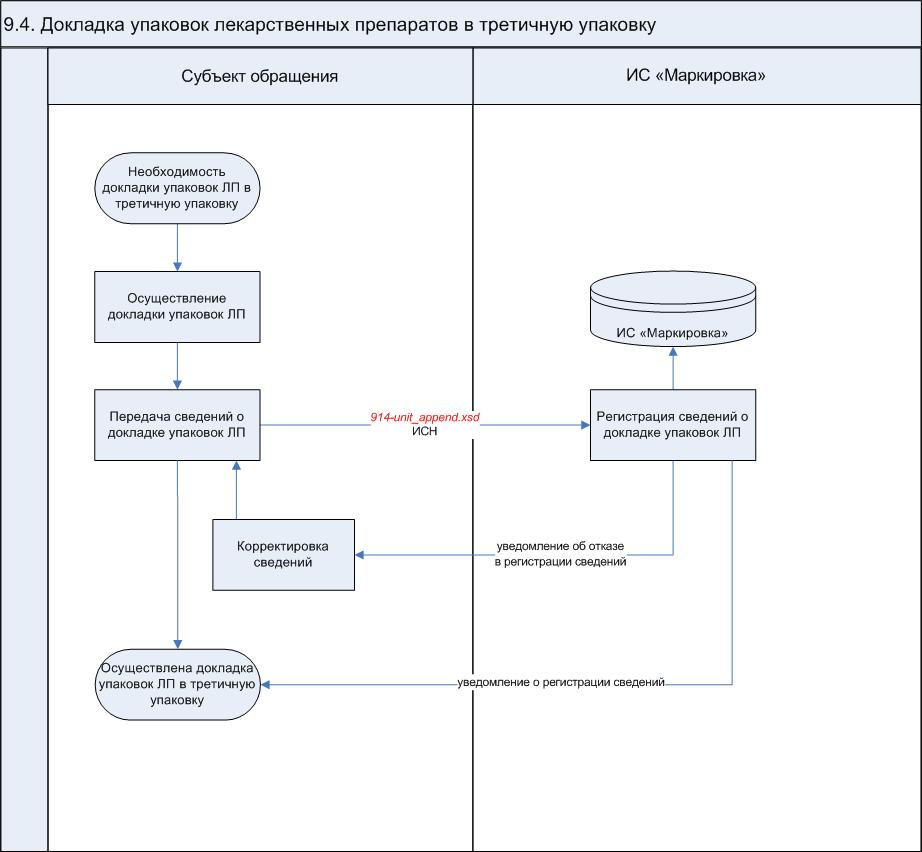 9.4. Докладка упаковок лекарственных препаратов в третичную упаковку
Субъект обращения
ИС «Маркировка»
Необходимость
докладки упаковок ЛП в
третичную упаковку
Осуществление
докладки упаковок ЛП
ИС «Маркировка»
Передача сведений о
докладке упаковок ЛП
914-unit_append.xsd
ИСН
Регистрация сведений о
докладке упаковок ЛП
Корректировка
сведений
уведомление об отказе
в регистрации сведений
Осуществлена докладка
упаковок ЛП в третичную
упаковку
уведомление о регистрации сведений